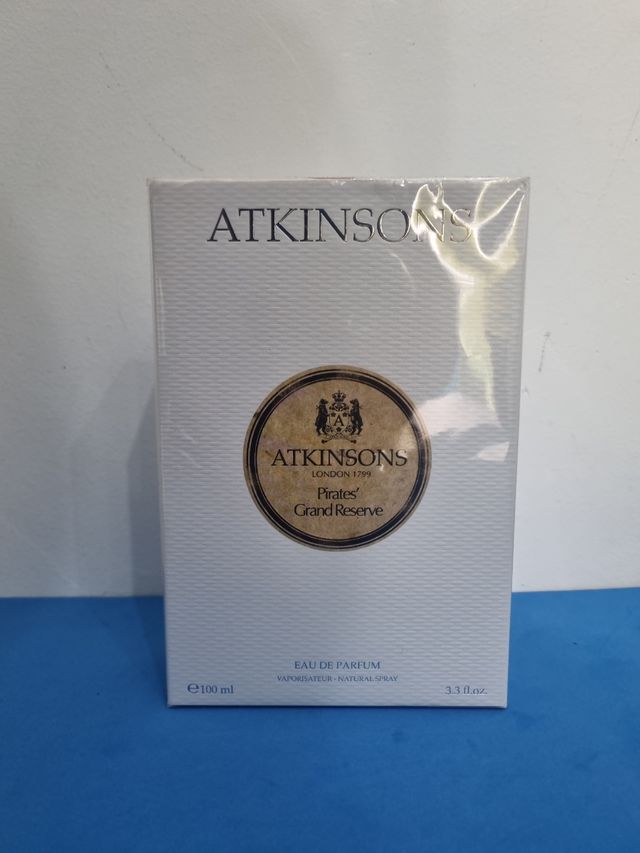 ATKINSONS
A
ATKINSONS
LONDON 1799
Pirates'
Grand Reserve
EAU DE PARFUM
VAPORISATEUR - NATURAL SPRAY
℮100 ml
3.3 fl.oz.